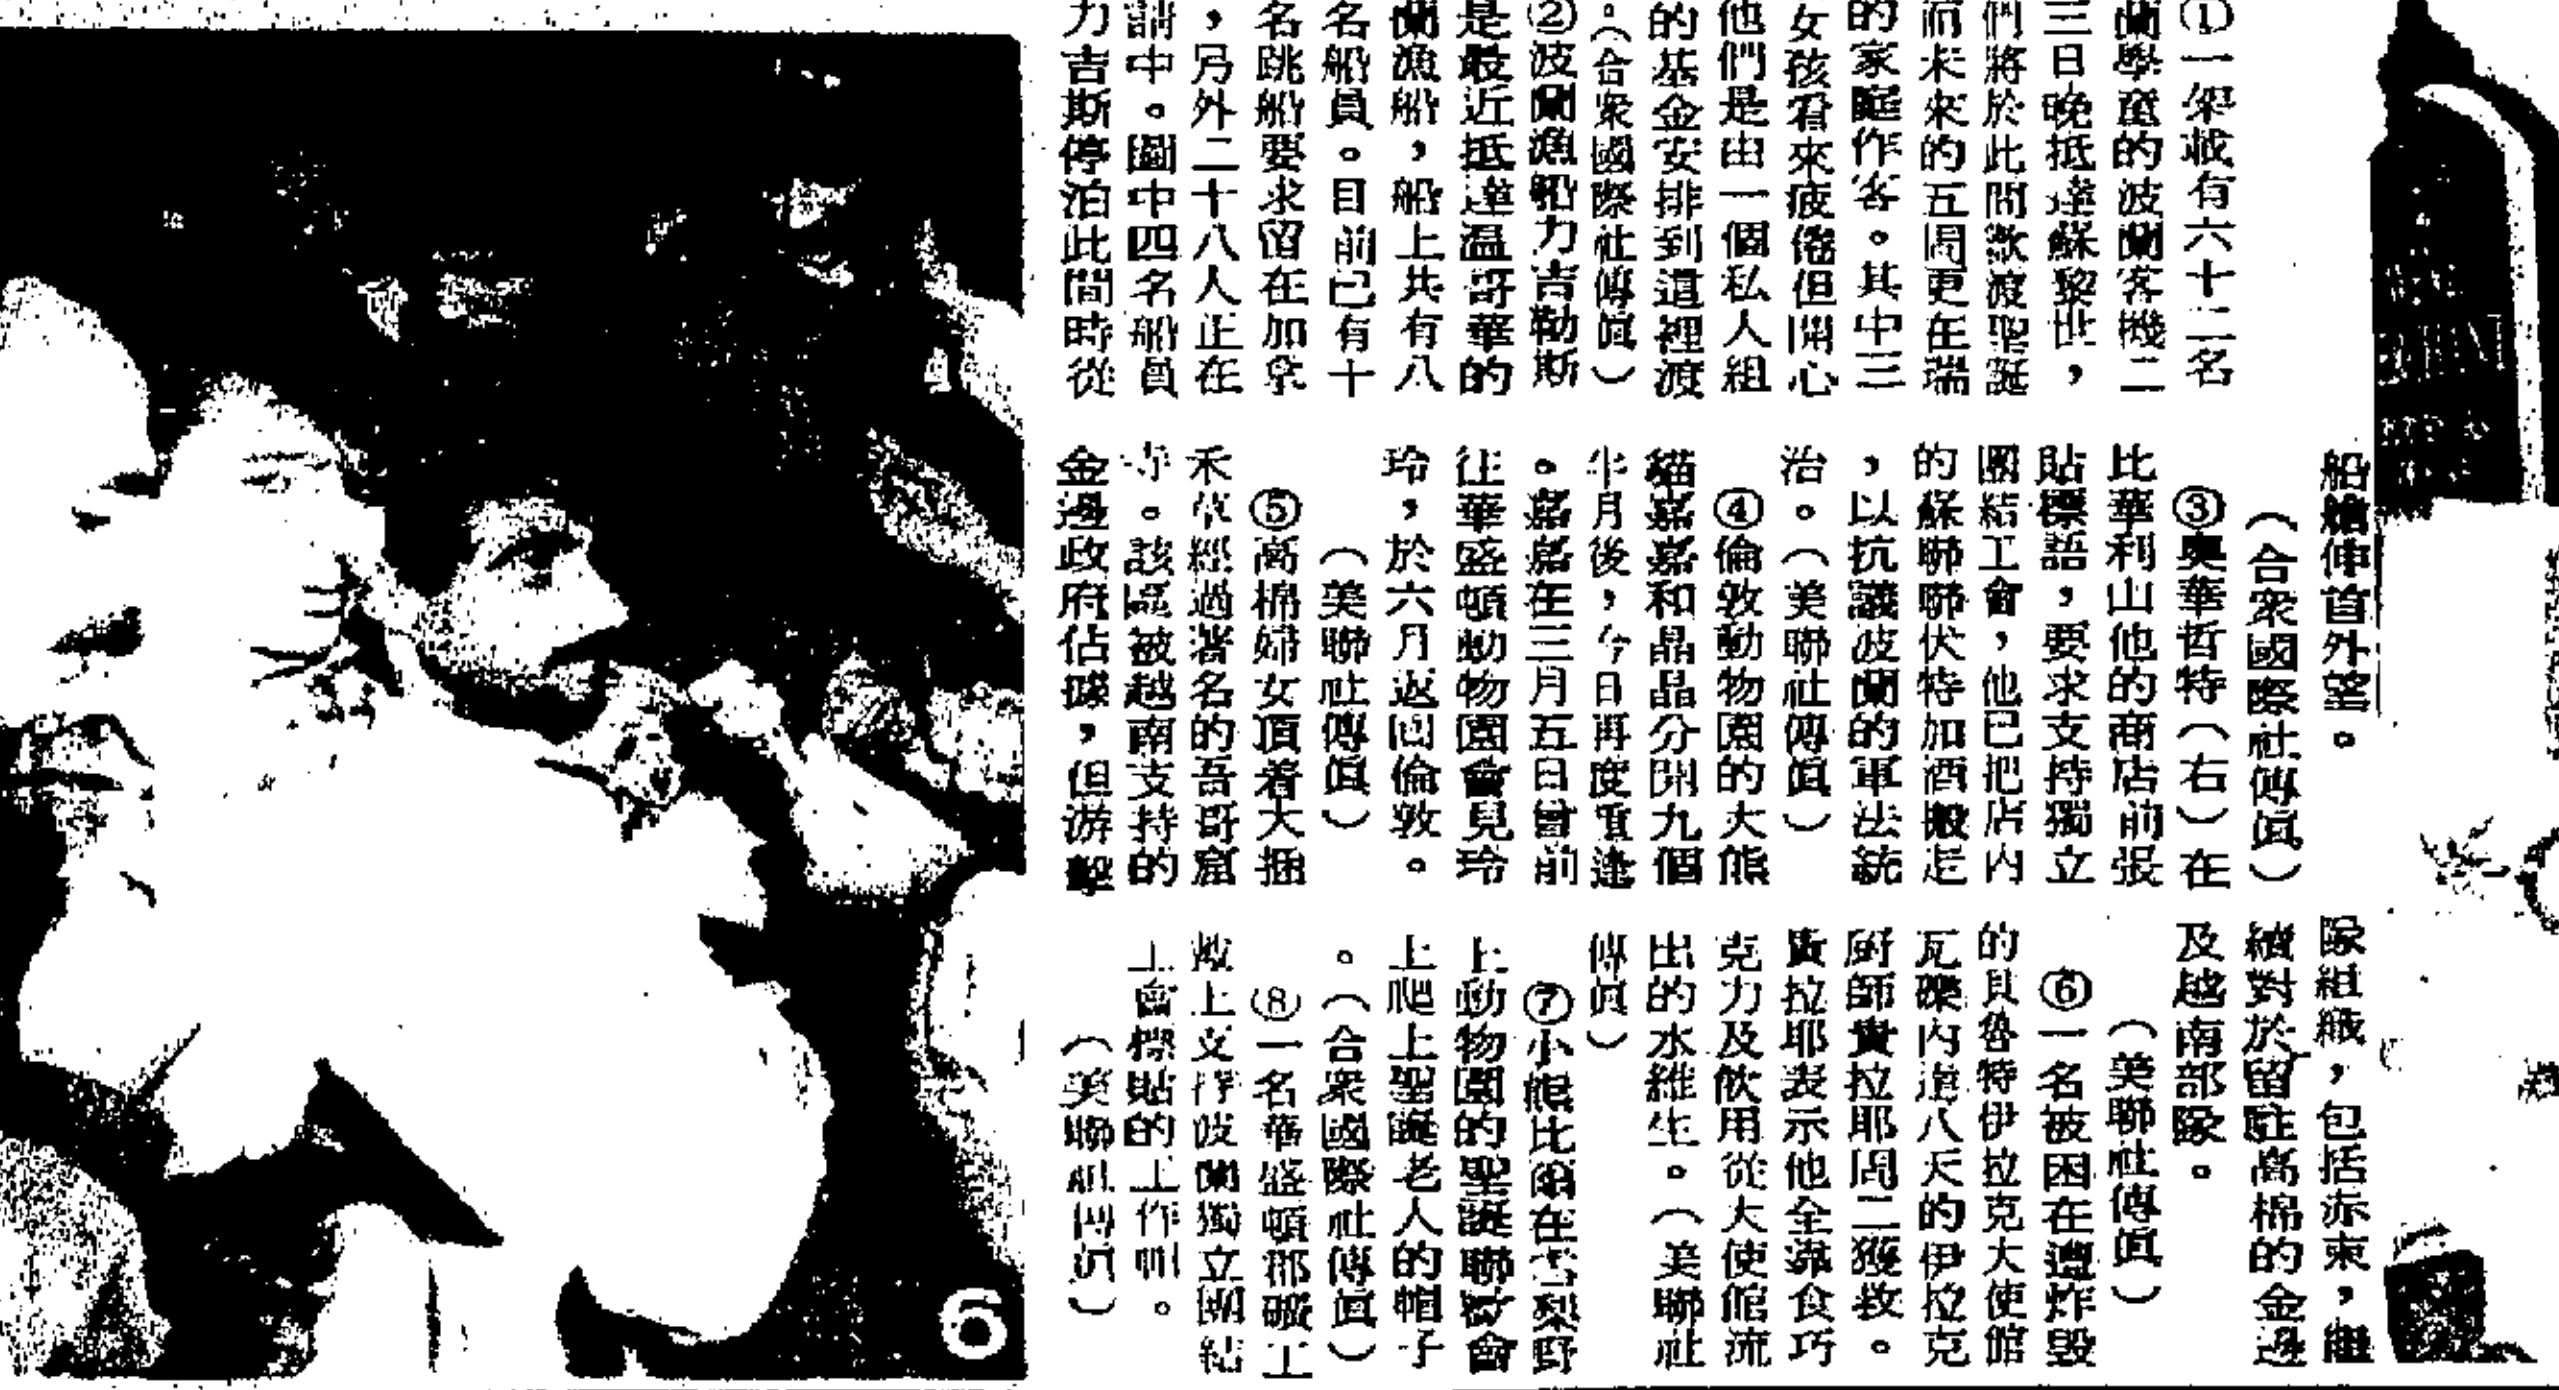 ①一架載有六十二名
蘭學童的波蘭客機二
三日晚抵達蘇黎世，
們將於此間歡渡聖誕
而未來的五周更在瑞
的家庭作客。其中三
女孩看來疲倦但開心
他們是由一個私人組
的基金安排到這裡渡
。（合衆國際社傳眞）
②波蘭漁船力吉勒斯
是最近抵達温哥華的
蘭漁船，船上共有八
名船員。目前已有十
名跳船要求留在加拿
，另外二十八人正在
請中。圖中四名船員
力吉斯停泊此間時從
船艙伸首外望。
（合衆國際社傳眞）
③奧華哲特（右）在
比華利山他的商店前張
貼標語，要求支持獨立
團結工會，他已把店内
的蘇聯聯伏特加酒搬走
，以抗議波蘭的軍法統
治。（美聯社傳眞）
④倫敦動物園的大熊
貓嘉嘉和晶晶分開九個
半月後，今日再度重逢
。嘉嘉在三月五日曾前
往華盛頓動物園會見玲
玲，於六月返回倫敦。
（美聯社傳眞）
⑤高棉婦女頂着大捆
禾草經過著名的吾哥窟
寺。該區被越南支持的
金邊政府佔據，但游擊
隊組織，包括赤柬，繼
續對於留駐高棉的金邊
及越南部隊。
（美聯社傳眞）
⑥一名被困在遭炸毀
的貝魯特伊拉克大使館
瓦礫内達八天的伊拉克
厨師賣拉耶周二獲救。
賣拉耶表示他全靠食巧
克力及飲用從大使館流
出的水維生。（美聯社
傳眞）
⑦小熊比爾在雪梨野
上動物園的聖誕聯歡會
上爬上聖誕老人的帽子
。（合衆國際社傳眞）
⑧一名華盛頓郡礦工
戴上支持波蘭獨立團結
工會標貼的工作帽。
（美聯社傳眞）
6